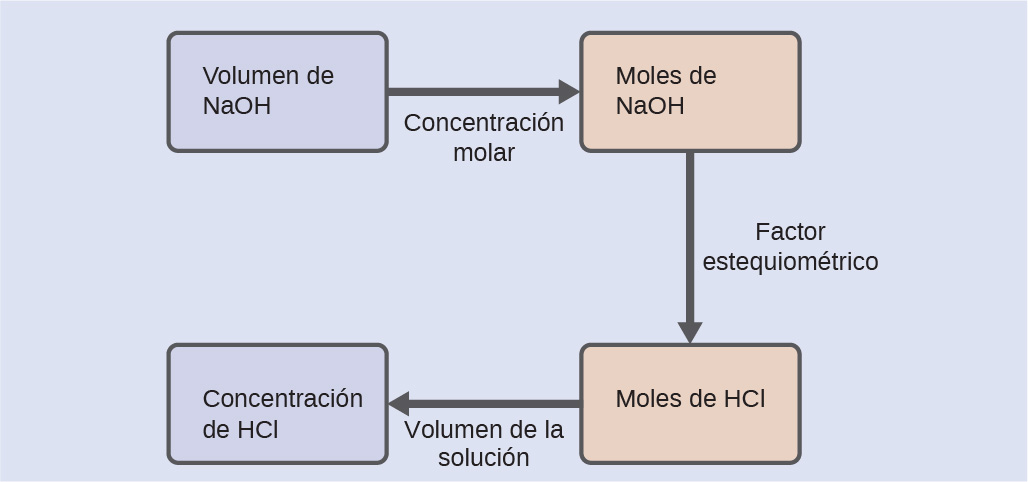 Volumen de
NaOH
Concentración
molar
Moles de
NaOH
Factor
estequiométrico
Moles de HCl
Volumen de la
solución
Concentración
de HCl